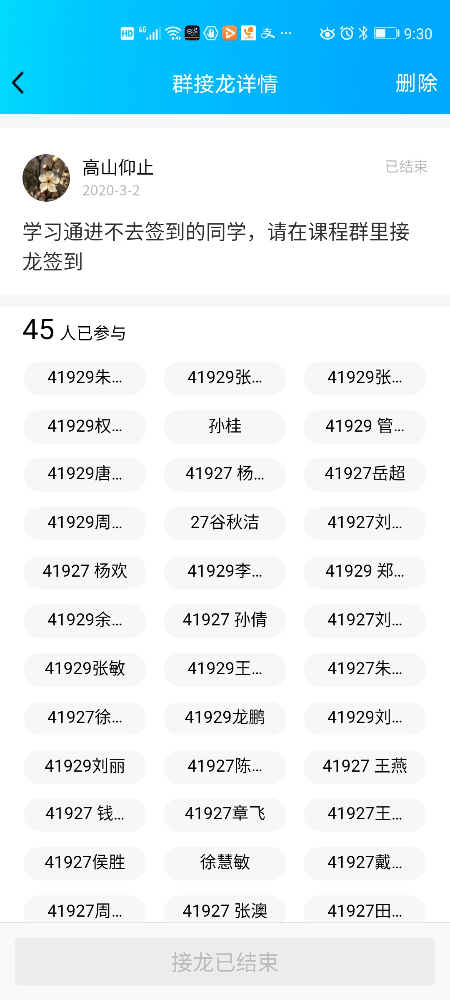 HD 4G 支 ... 9:30
群接龙详情 删除
高山仰止 已结束
2020-3-2
学习通进不去签到的同学，请在课程群里接
龙签到
45 人已参与
41929朱... 41929张... 41929张...
41929权... 孙桂 41929 管...
41929唐... 41927 杨... 41927岳超
41929周... 27谷秋洁 41927刘...
41927 杨欢 41929李... 41929 郑...
41929余... 41927 孙倩 41927刘...
41929张敏 41929王... 41927朱...
41927徐... 41929龙鹏 41929刘...
41929刘丽 41927陈... 41927 王燕
41927 钱... 41927章飞 41927王...
41927侯胜 徐慧敏 41927戴...
41927周... 41927 张澳 41927田...
接龙已结束